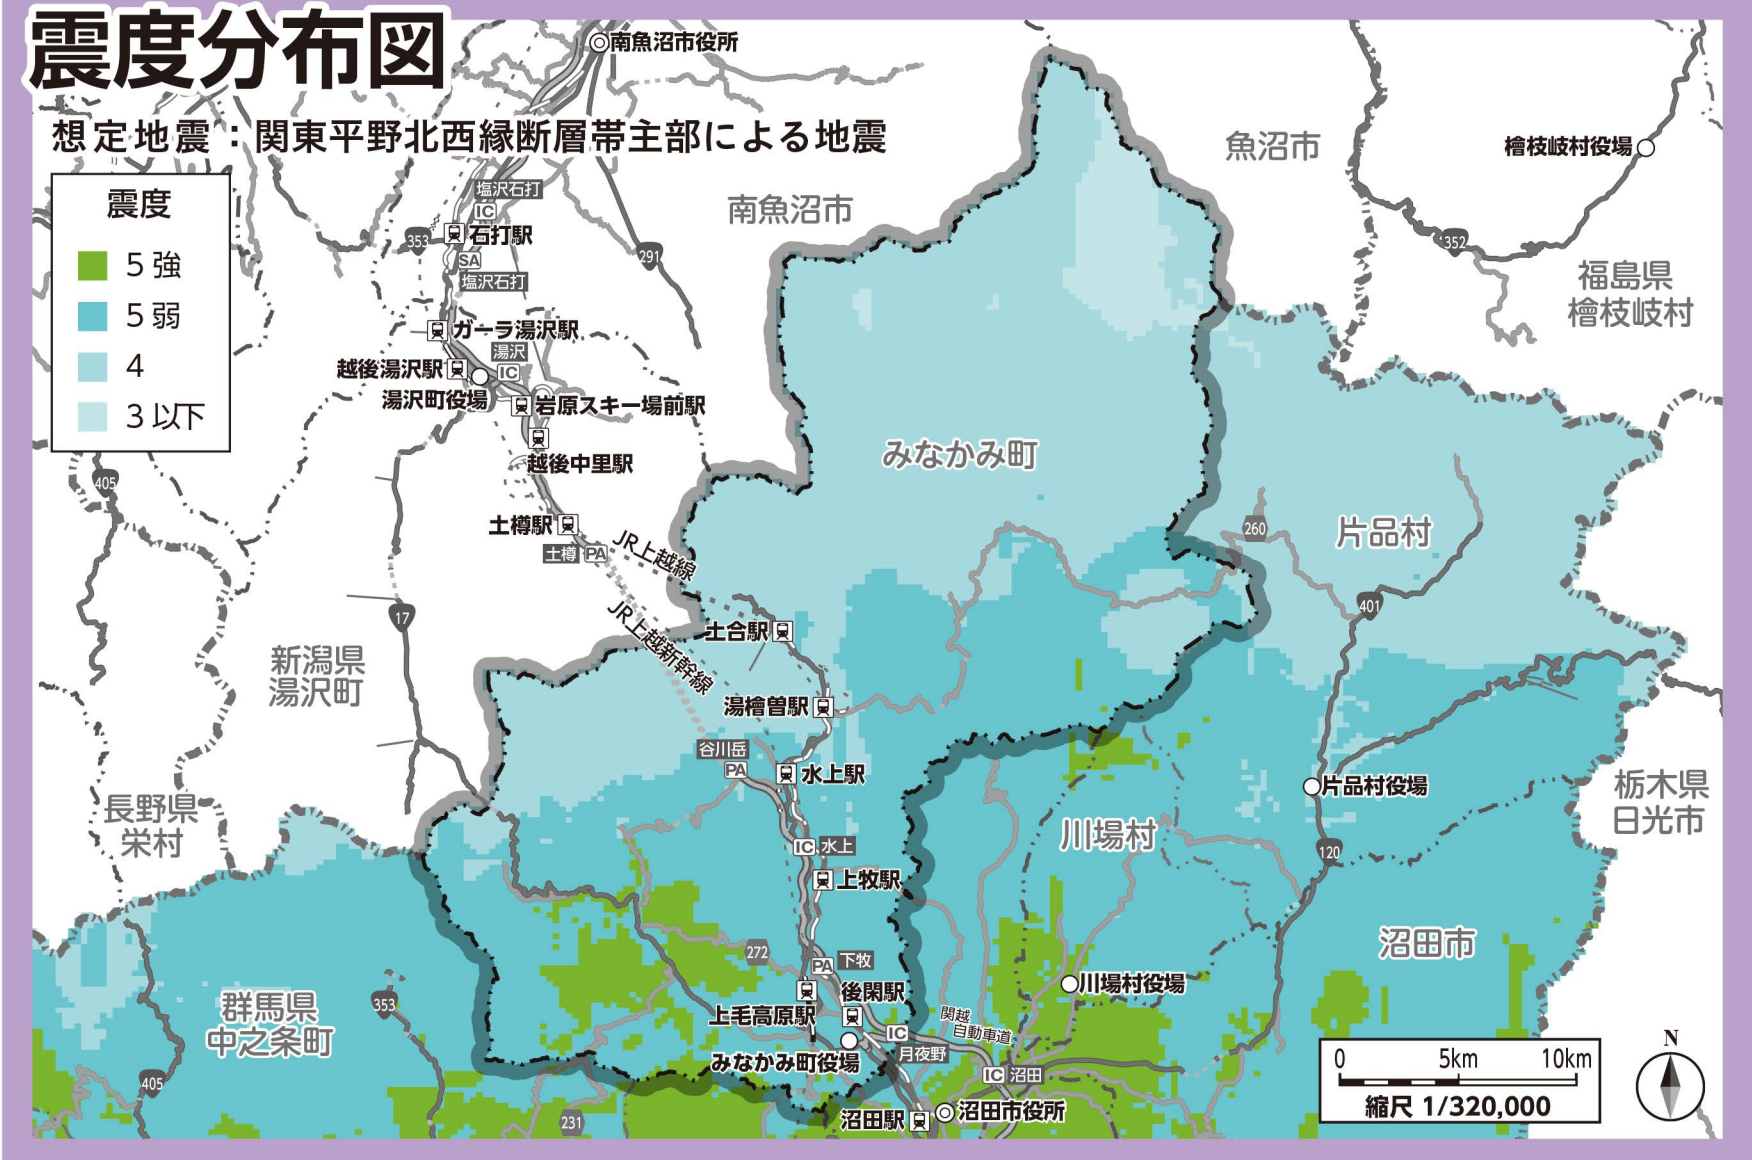 震度分布図
想定地震：関東平野北西縁断層帯主部による地震
震度
5強
5弱
4
3以下
南魚沼市役所
魚沼市
檜枝岐村役場
南魚沼市
塩沢石打
IC
石打駅
353
SA
塩沢石打
291
352
福島県
檜枝岐村
ガーラ湯沢駅
湯沢
IC
越後湯沢駅
湯沢町役場
岩原スキー場前駅
越後中里駅
みなかみ町
405
土樽駅
土樽
PA
JR上越線
260
片品村
401
17
JR上越新幹線
土合駅
新潟県
湯沢町
湯檜曽駅
谷川岳
PA
水上駅
片品村役場
栃木県
日光市
長野県
栄村
IC
水上
川場村
120
上牧駅
272
PA
下牧
沼田市
群馬県
中之条町
353
後閑駅
上毛高原駅
川場村役場
関越
自動車道
IC
月夜野
みなかみ町役場
IC
沼田
405
231
沼田駅
沼田市役所
0
5km
10km
縮尺 1/320,000
N